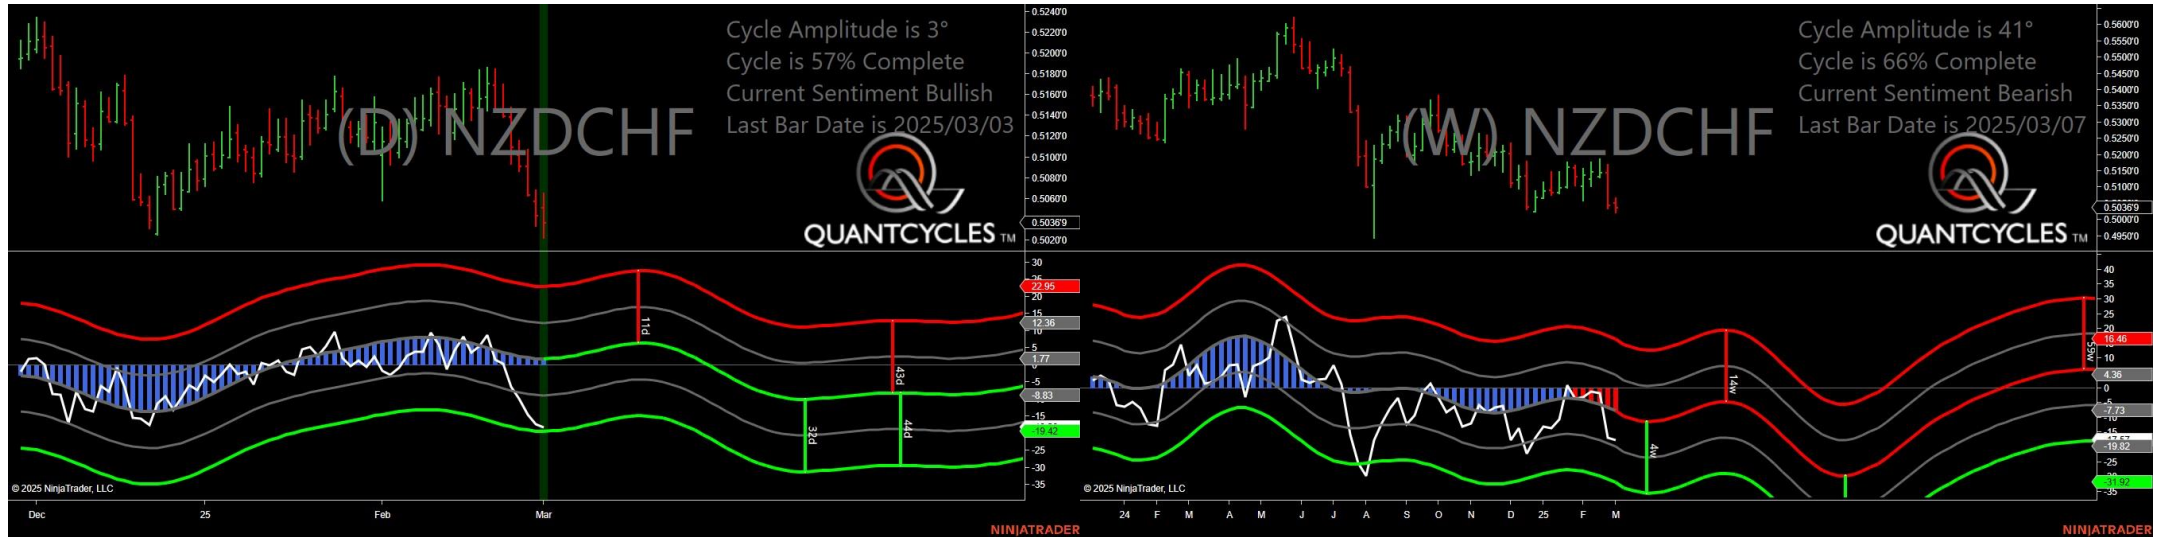 Cycle Amplitude is 3°
Cycle is 57% Complete
Current Sentiment Bullish
Last Bar Date is 2025/03/03
(D) NZDCHF
QUANTCYCLES TM
0.5240'0
0.5220'0
0.5200'0
0.5180'0
0.5160'0
0.5140'0
0.5120'0
0.5100'0
0.5080'0
0.5060'0
0.5036'9
0.5020'0
30
25
22.95
20
15
12.36
10
5
1.77
0
-5
-8.83
-15
-19.42
-25
-30
-35
11d
32d
43d
44d
© 2025 NinjaTrader, LLC
Dec 25 Feb Mar
NINJATRADER
Cycle Amplitude is 41°
Cycle is 66% Complete
Current Sentiment Bearish
Last Bar Date is 2025/03/07
(W) NZDCHF
QUANTCYCLES TM
0.5600'0
0.5550'0
0.5500'0
0.5450'0
0.5400'0
0.5350'0
0.5300'0
0.5250'0
0.5200'0
0.5150'0
0.5100'0
0.5036'9
0.5000'0
0.4950'0
40
35
30
25
20
16.46
10
4.36
0
-5
-7.73
-15
-19.82
-25
-31.92
-35
4w
14w
59w
© 2025 NinjaTrader, LLC
24 F M A M J J A S O N D 25 F M
NINJATRADER